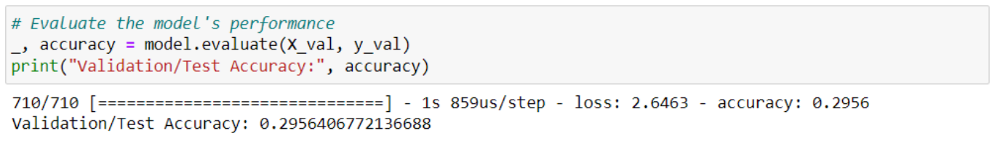 # Evaluate the model's performance
_, accuracy = model.evaluate(X_val, y_val)
print("Validation/Test Accuracy:", accuracy)
710/710 [==============================] - 1s 859us/step - loss: 2.6463 - accuracy: 0.2956
Validation/Test Accuracy: 0.2956406772136688